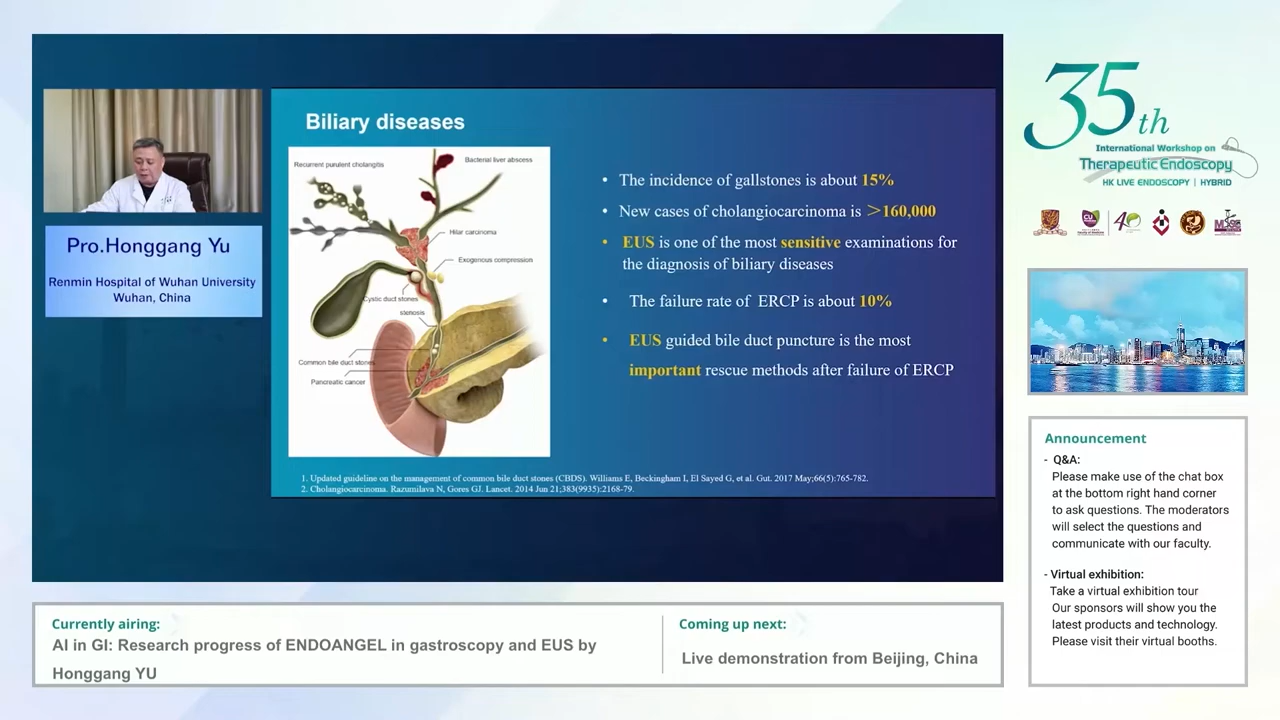 Pro.Honggang Yu
Renmin Hospital of Wuhan University
Wuhan, China
Biliary diseases
Recurrent purulent cholangitis
Bacterial liver abscess
Hilar carcinoma
Exogenous compression
Cystic duct stones
stenosis
Common bile duct stones
Pancreatic cancer
• The incidence of gallstones is about 15%
• New cases of cholangiocarcinoma is >160,000
• EUS is one of the most sensitive examinations for
the diagnosis of biliary diseases
• The failure rate of ERCP is about 10%
• EUS guided bile duct puncture is the most
important rescue methods after failure of ERCP
1. Updated guideline on the management of common bile duct stones (CBDS). Williams E, Beckingham I, El Sayed G, et al. Gut. 2017 May;66(5):765-782.
2. Cholangiocarcinoma. Razumilava N, Gores GJ. Lancet. 2014 Jun 21;383(9935):2168-79.
35th
International Workshop on
Therapeutic Endoscopy
HK LIVE ENDOSCOPY | HYBRID
Announcement
- Q&A:
Please make use of the chat box
at the bottom right hand corner
to ask questions. The moderators
will select the questions and
communicate with our faculty.
- Virtual exhibition:
Take a virtual exhibition tour
Our sponsors will show you the
latest products and technology.
Please visit their virtual booths.
Currently airing:
AI in GI: Research progress of ENDOANGEL in gastroscopy and EUS by
Honggang YU
Coming up next:
Live demonstration from Beijing, China